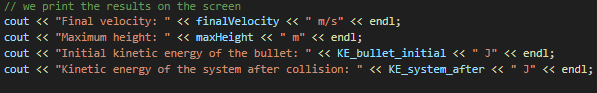 // we print the results on the screen
cout << "Final velocity: " << finalVelocity << " m/s" << endl;
cout << "Maximum height: " << maxHeight << " m" << endl;
cout << "Initial kinetic energy of the bullet: " << KE_bullet_initial << " J" << endl;
cout << "Kinetic energy of the system after collision: " << KE_system_after << " J" << endl;